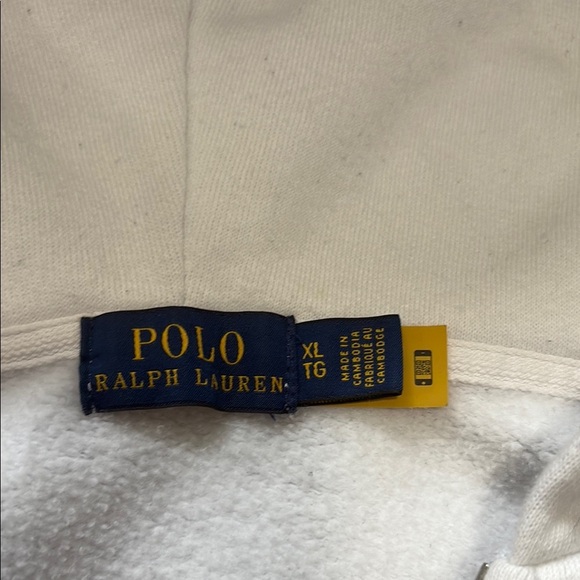 POLO
RALPH LAUREN
XL
TG
MADE IN
CAMBODIA
FABRIQUÉ AU
CAMBODGE